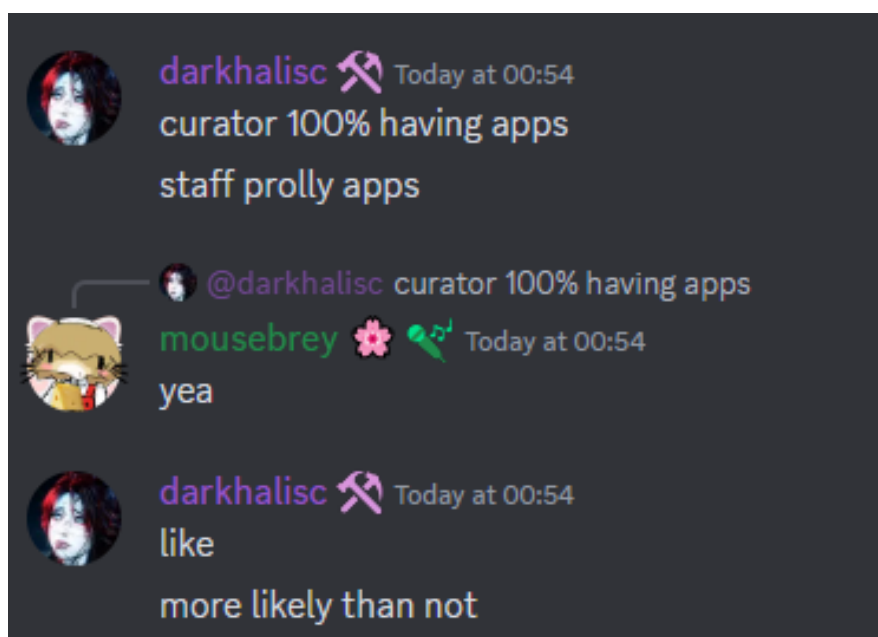 darkhalisc Today at 00:54
curator 100% having apps
staff prolly apps
@darkhalisc curator 100% having apps
mousebrey Today at 00:54
yea
darkhalisc Today at 00:54
like
more likely than not